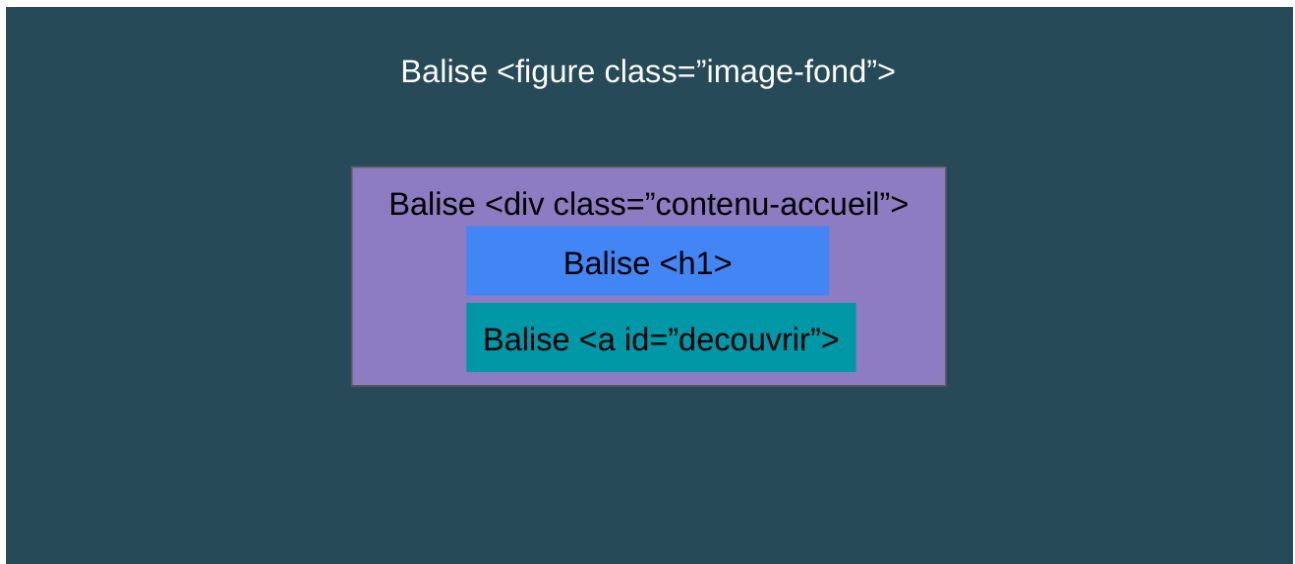 Balise <figure class=”image-fond”>
Balise <div class=”contenu-accueil”>
Balise <h1>
Balise <a id=”decouvrir”>